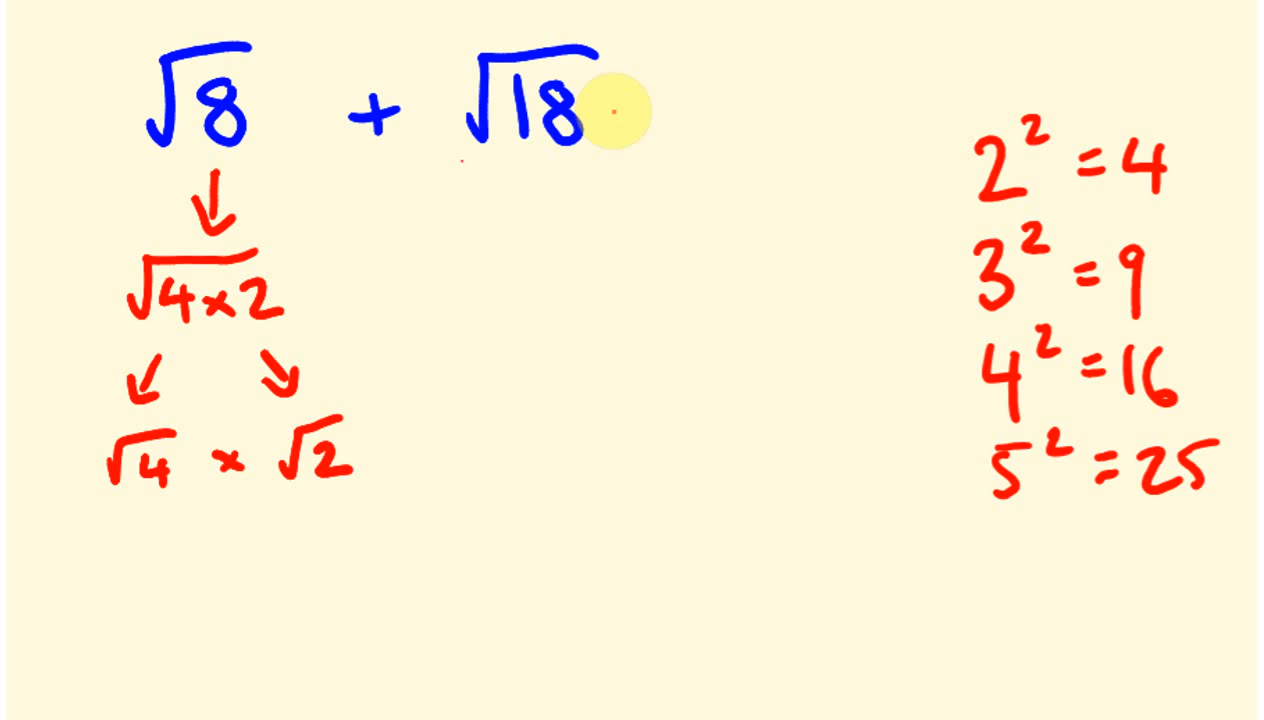 √8 + √18
√4×2
√4 × √2
2² = 4
3² = 9
4² = 16
5² = 25